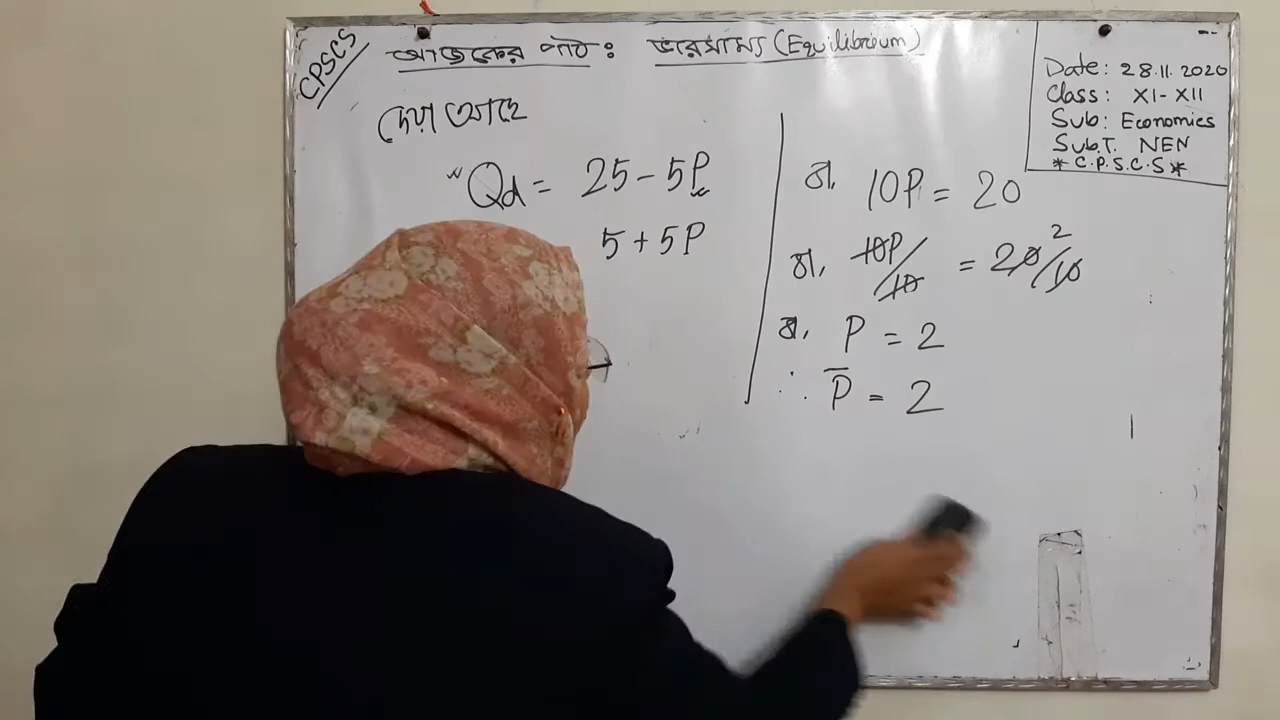 CPSCS
আজকের পাঠ : ভারসাম্য (Equilibrium)
Date: 28.11.2020
Class: XI-XII
Sub: Economics
Sub.T. NEN
*C.P.S.C.S*
দেয়া আছে
Qd = 25 - 5P
5 + 5P
বা, 10P = 20
বা, 10P/10 = 20/10 2
বা, P = 2
∴ P̄ = 2